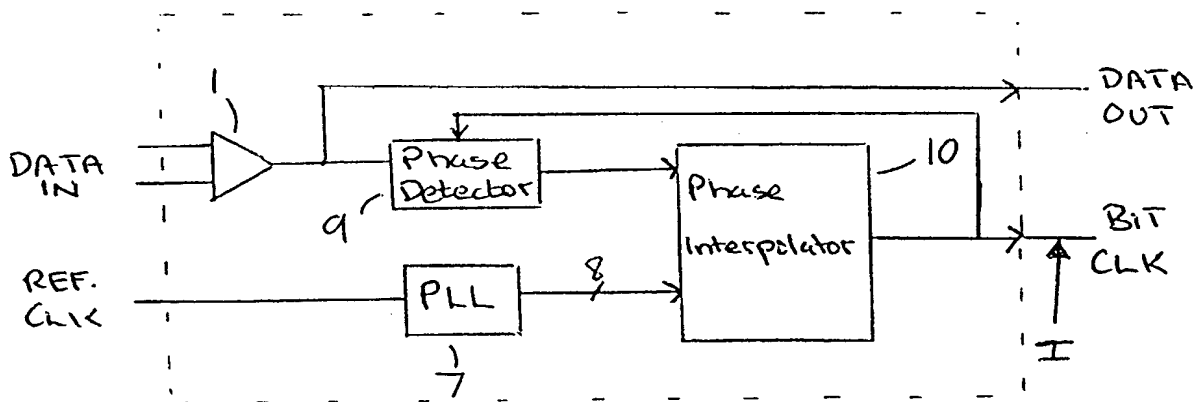 1
DATA
IN
Phase
Detector
9
Phase
Interpolator
10
DATA
OUT
BIT
CLK
I
REF.
CLK
PLL
7
8